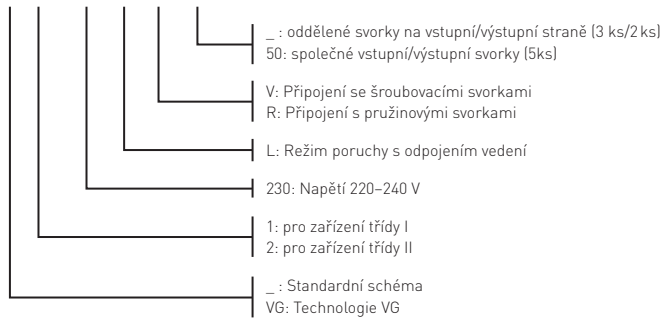 _ : oddělené svorky na vstupní/výstupní straně (3 ks/2 ks)
50: společné vstupní/výstupní svorky (5ks)
V: Připojení se šroubovacími svorkami
R: Připojení s pružinovými svorkami
L: Režim poruchy s odpojením vedení
230: Napětí 220–240 V
1: pro zařízení třídy I
2: pro zařízení třídy II
_ : Standardní schéma
VG: Technologie VG